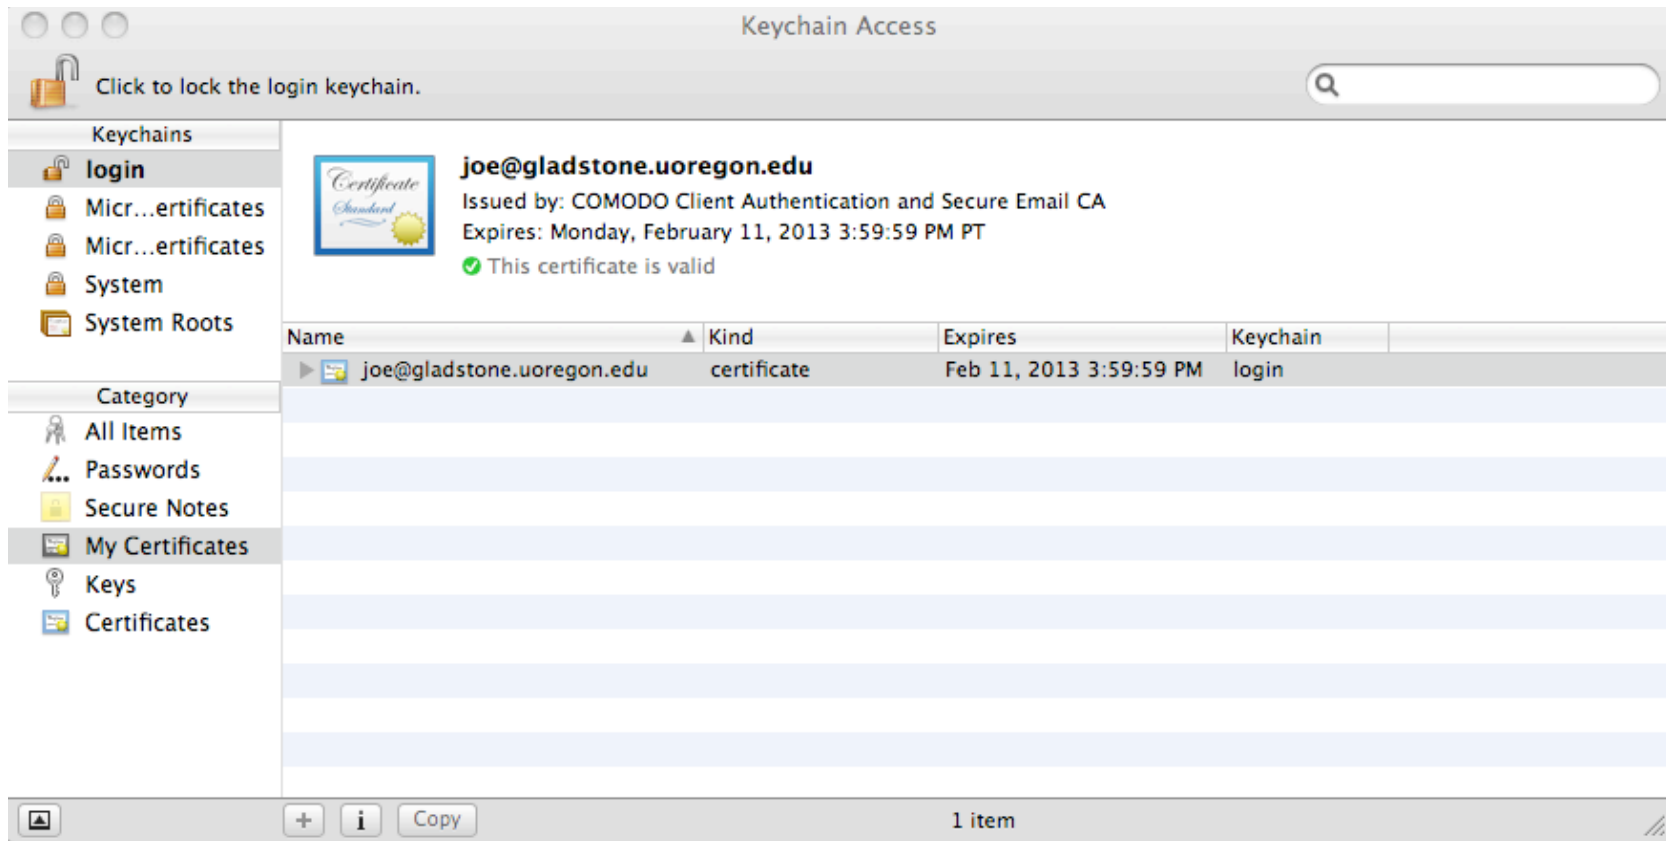 Keychain Access
Click to lock the login keychain.
Keychains
login
Micr...ertificates
Micr...ertificates
System
System Roots
Category
All Items
Passwords
Secure Notes
My Certificates
Keys
Certificates
Certificate
Standard
joe@gladstone.uoregon.edu
Issued by: COMODO Client Authentication and Secure Email CA
Expires: Monday, February 11, 2013 3:59:59 PM PT
This certificate is valid
Name Kind Expires Keychain
joe@gladstone.uoregon.edu certificate Feb 11, 2013 3:59:59 PM login
+ i Copy 1 item